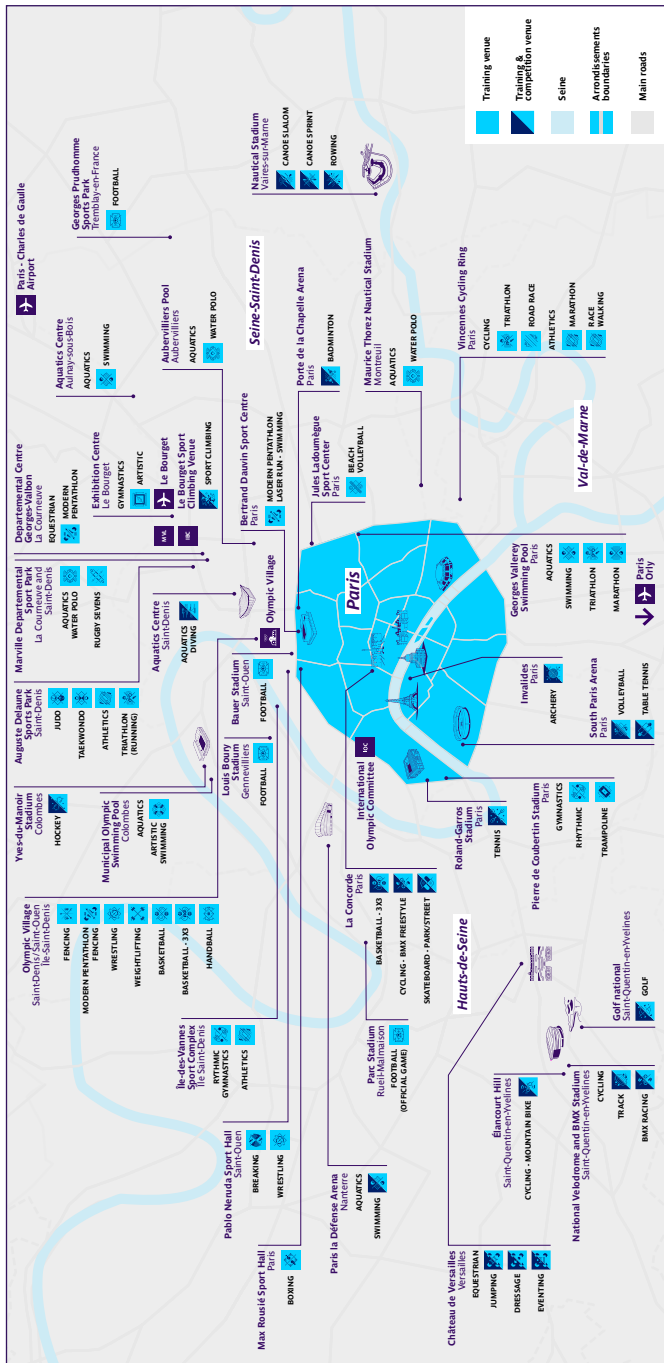 Max Rousié Sport Hall
Paris
BOXING
Pablo Neruda Sport Hall
Saint-Ouen
BREAKING
WRESTLING
Île-des-Vannes
Sport Complex
Île Saint-Denis
RYTHMIC
GYMNASTICS
ATHLETICS
Olympic Village
Saint-Denis/Saint-Ouen
Île-Saint-Denis
FENCING
MODERN PENTATHLON
FENCING
WRESTLING
WEIGHTLIFTING
BASKETBALL
BASKETBALL - 3X3
HANDBALL
Yves-du-Manoir
Stadium
Colombes
HOCKEY
Municipal Olympic
Swimming Pool
Colombes
AQUATICS
ARTISTIC
SWIMMING
Louis Boury
Stadium
Gennevilliers
FOOTBALL
Auguste Delaune
Sports Park
Saint-Denis
JUDO
TAEKWONDO
ATHLETICS
TRIATHLON
(RUNNING)
Bauer Stadium
Saint-Ouen
FOOTBALL
Marville Departemental
Sport Park
La Courneuve and
Saint-Denis
AQUATICS
WATER POLO
RUGBY SEVENS
Aquatics Centre
Saint-Denis
AQUATICS
DIVING
Olympic Village
Departemental Centre
Georges-Valbon
La Courneuve
EQUESTRIAN
MODERN
PENTATHLON
Exhibition Centre
Le Bourget
GYMNASTICS
ARTISTIC
MVL
IBC
Le Bourget
Le Bourget Sport
Climbing Venue
SPORT CLIMBING
Bertrand Dauvin Sport Centre
Paris
MODERN PENTATHLON
LASER RUN - SWIMMING
Aquatics Centre
Aulnay-sous-Bois
AQUATICS
SWIMMING
Aubervilliers Pool
Aubervilliers
AQUATICS
WATER POLO
Paris - Charles de Gaulle
Airport
Georges Prudhomme
Sports Park
Tremblay-en-France
FOOTBALL
Seine-Saint-Denis
Nautical Stadium
Vaires-sur-Marne
CANOE SLALOM
CANOE SPRINT
ROWING
Porte de la Chapelle Arena
Paris
BADMINTON
Jules Ladoumègue
Sport Center
Paris
BEACH
VOLLEYBALL
Maurice Thorez Nautical Stadium
Montreuil
AQUATICS
WATER POLO
Paris la Défense Arena
Nanterre
AQUATICS
SWIMMING
Parc Stadium
Rueil-Malmaison
FOOTBALL
(OFFICIAL GAME)
La Concorde
Paris
BASKETBALL - 3X3
CYCLING - BMX FREESTYLE
SKATEBOARD - PARK/STREET
International
Olympic Committee
IOC
Paris
Hauts-de-Seine
Roland-Garros
Stadium
Paris
TENNIS
Invalides
Paris
ARCHERY
Georges Vallerey
Swimming Pool
Paris
AQUATICS
SWIMMING
TRIATHLON
MARATHON
Vincennes Cycling Ring
Paris
CYCLING
TRIATHLON
ROAD RACE
ATHLETICS
MARATHON
RACE
WALKING
Val-de-Marne
Château de Versailles
Versailles
EQUESTRIAN
JUMPING
DRESSAGE
EVENTING
Élancourt Hill
Saint-Quentin-en-Yvelines
CYCLING - MOUNTAIN BIKE
National Velodrome and BMX Stadium
Saint-Quentin-en-Yvelines
CYCLING
TRACK
BMX RACING
Golf national
Saint-Quentin-en-Yvelines
GOLF
Pierre de Coubertin Stadium
Paris
GYMNASTICS
RHYTHMIC
TRAMPOLINE
South Paris Arena
Paris
VOLLEYBALL
TABLE TENNIS
Paris
Orly
Training venue
Training &
competition venue
Seine
Arrondissements
boundaries
Main roads